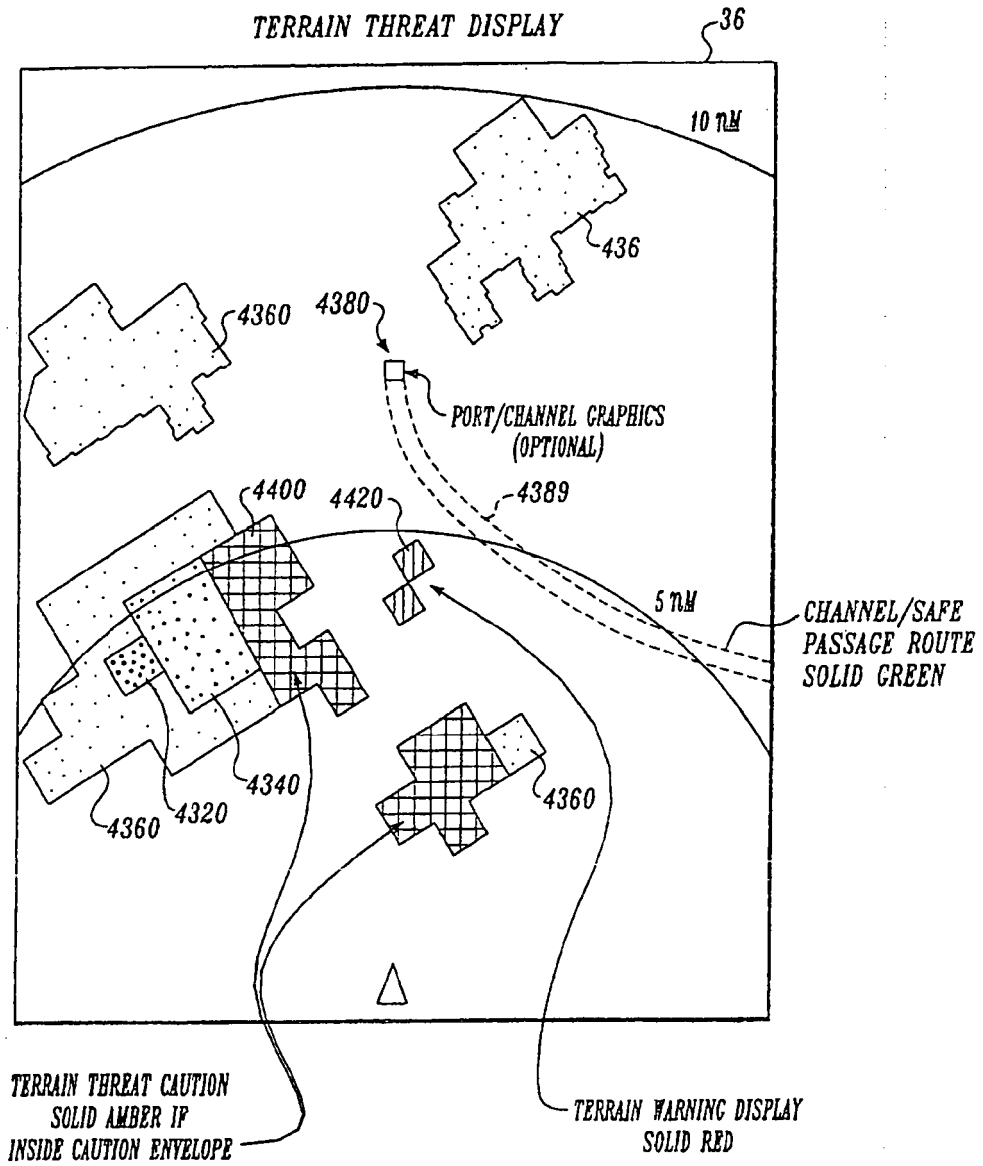 TERRAIN THREAT DISPLAY
36
10 nM
436
4360
4380
PORT/CHANNEL GRAPHICS
(OPTIONAL)
4400
4420
4389
5 nM
CHANNEL/SAFE
PASSAGE ROUTE
SOLID GREEN
4360
4320
4340
4360
TERRAIN THREAT CAUTION
SOLID AMBER IF
INSIDE CAUTION ENVELOPE
TERRAIN WARNING DISPLAY
SOLID RED